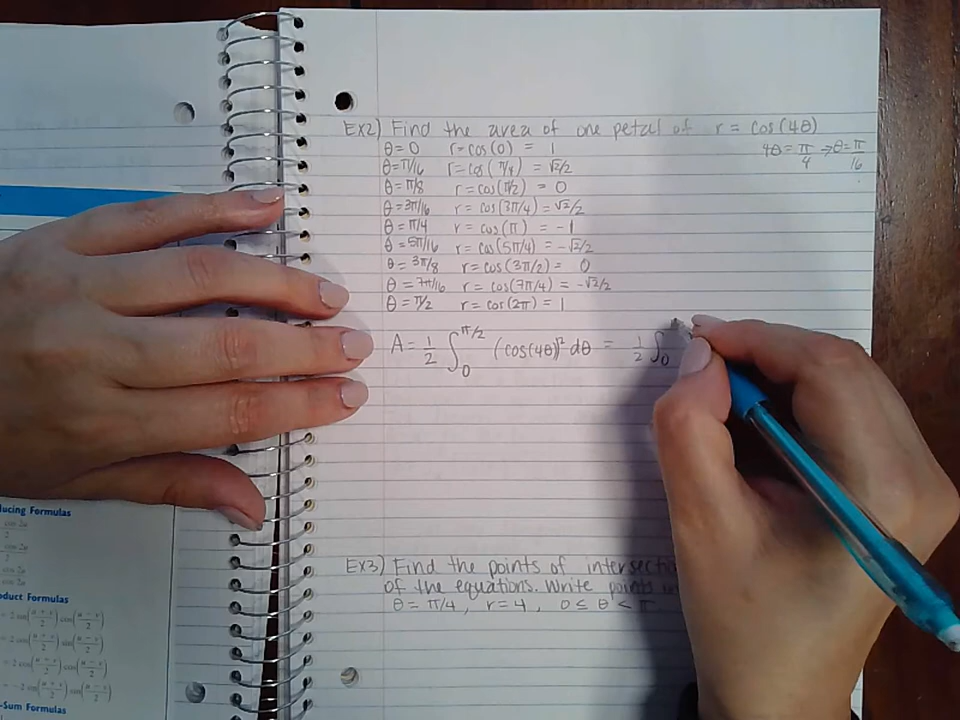 Ex2) Find the area of one petal of r = cos(4θ)
θ=0 r=cos(0) = 1
4θ = π/4 → θ = π/16
θ=π/16 r=cos(π/4) = √2/2
θ=π/8 r=cos(π/2) = 0
θ=3π/16 r=cos(3π/4) = √2/2
θ=π/4 r=cos(π) = -1
θ=5π/16 r=cos(5π/4) = -√2/2
θ=3π/8 r=cos(3π/2) = 0
θ=7π/16 r=cos(7π/4) = -√2/2
θ=π/2 r=cos(2π) = 1
A = 1/2 ∫₀^(π/2) (cos(4θ))² dθ = 1/2 ∫₀
Ex3) Find the points of
of the equations. Write points
θ = π/4, r=4, 0 ≤ θ < π
ucing Formulas
oduct Formulas
-Sum Formulas